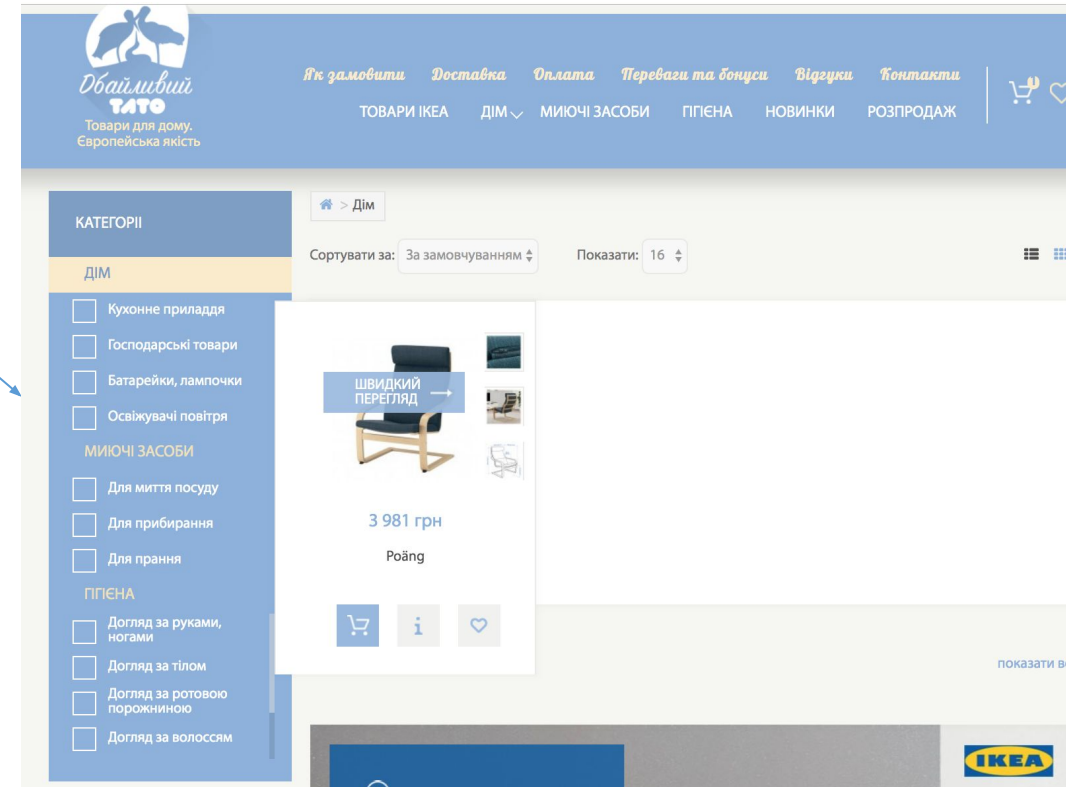 Дбайливий
ТАТО
Товари для дому.
Європейська якість
Як замовити Доставка Оплата Переваги та бонуси Відгуки Контакти
ТОВАРИ ІКЕА ДІМ МИЮЧІ ЗАСОБИ ГІГІЄНА НОВИНКИ РОЗПРОДАЖ
1
КАТЕГОРІІ
> Дім
Сортувати за: За замовчуванням Показати: 16
ДІМ
Кухонне приладдя
Господарські товари
Батарейки, лампочки
Освіжувачі повітря
МИЮЧІ ЗАСОБИ
Для миття посуду
Для прибирання
Для прання
ГІГІЄНА
Догляд за руками,
ногами
Догляд за тілом
Догляд за ротовою
порожниною
Догляд за волоссям
ШВИДКИЙ
ПЕРЕГЛЯД
3 981 грн
Poäng
i
показати
IKEA